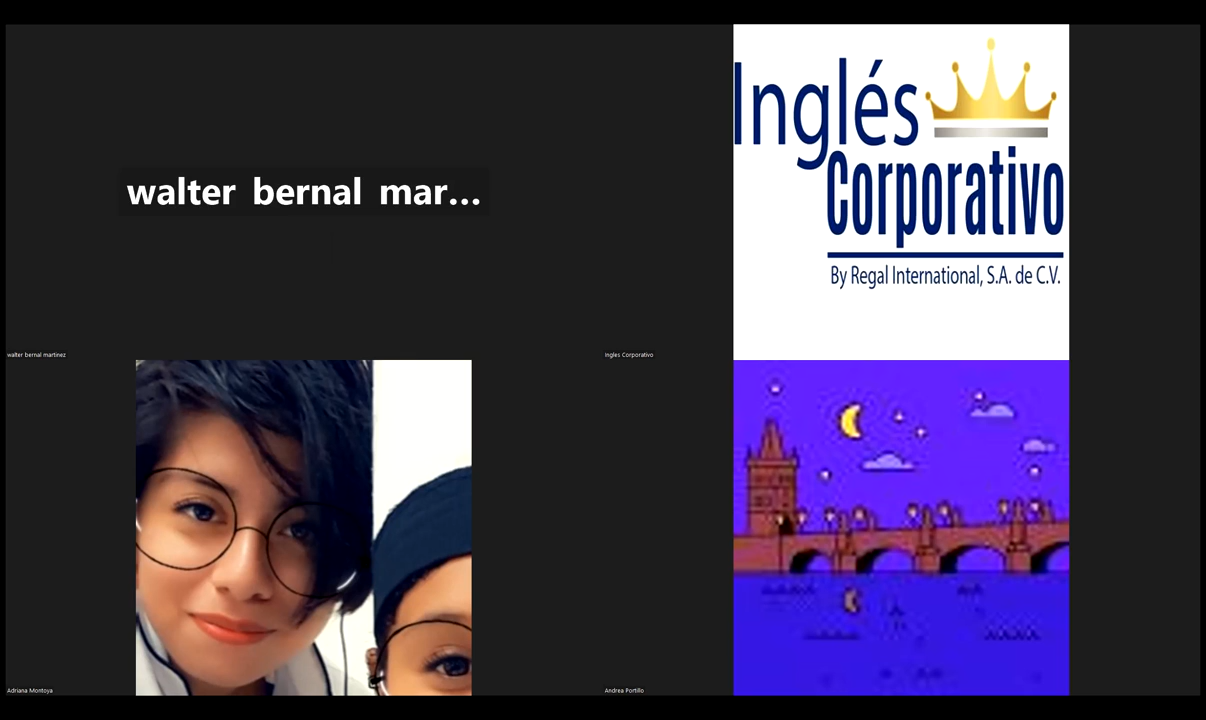 walter bernal mar...
Inglés
Corporativo
By Regal International, S.A. de C.V.
walter bernal martinez
Ingles Corporativo
Adriana Montoya
Andrea Portillo